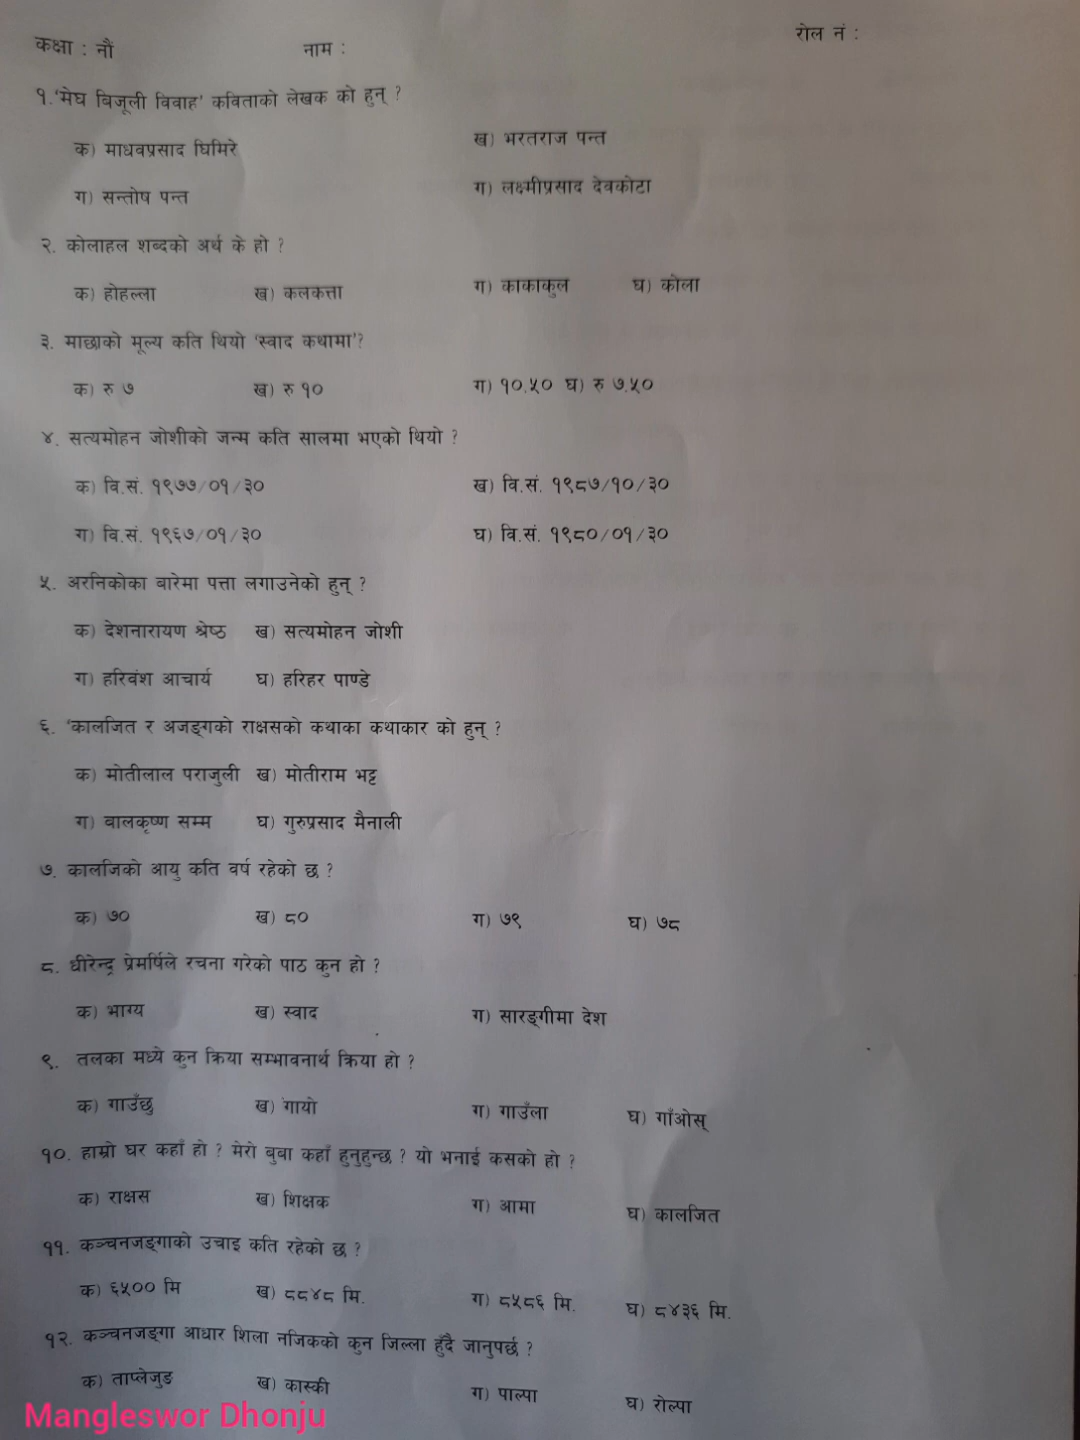 कक्षा : नौं नाम : रोल नं :
१.‘मेघ बिजूली विवाह’ कविताको लेखक को हुन् ?
क) माधवप्रसाद घिमिरे ख) भरतराज पन्त
ग) सन्तोष पन्त ग) लक्ष्मीप्रसाद देवकोटा
२. कोलाहल शब्दको अर्थ के हो ?
क) होहल्ला ख) कलकत्ता ग) काकाकुल घ) कोला
३. माछाको मूल्य कति थियो ‘स्वाद कथामा’?
क) रु ७ ख) रु १० ग) १०.५० घ) रु ७.५०
४. सत्यमोहन जोशीको जन्म कति सालमा भएको थियो ?
क) वि.सं. १९७७/०१/३० ख) वि.सं. १९८७/१०/३०
ग) वि.सं. १९६७/०१/३० घ) वि.सं. १९८०/०१/३०
५. अरनिकोका बारेमा पत्ता लगाउनेको हुन् ?
क) देशनारायण श्रेष्ठ ख) सत्यमोहन जोशी
ग) हरिवंश आचार्य घ) हरिहर पाण्डे
६. ‘कालजित र अजङ्गको राक्षसको कथाका कथाकार को हुन् ?
क) मोतीलाल पराजुली ख) मोतीराम भट्ट
ग) बालकृष्ण सम्म घ) गुरुप्रसाद मैनाली
७. कालजिको आयु कति वर्ष रहेको छ ?
क) ७० ख) ८० ग) ७९ घ) ७८
८. धीरेन्द्र प्रेमर्षिले रचना गरेको पाठ कुन हो ?
क) भाग्य ख) स्वाद ग) सारङ्गीमा देश
९. तलका मध्ये कुन क्रिया सम्भावनार्थ क्रिया हो ?
क) गाउँछु ख) गायो ग) गाउँला घ) गाँओस्
१०. हाम्रो घर कहाँ हो ? मेरो बुबा कहाँ हुनुहुन्छ ? यो भनाई कसको हो ?
क) राक्षस ख) शिक्षक ग) आमा घ) कालजित
११. कञ्चनजङ्गाको उचाइ कति रहेको छ ?
क) ६५०० मि ख) ८८४८ मि. ग) ८५८६ मि. घ) ८४३६ मि.
१२. कञ्चनजङ्गा आधार शिला नजिकको कुन जिल्ला हुँदै जानुपर्छ ?
क) ताप्लेजुङ ख) कास्की ग) पाल्पा घ) रोल्पा
Mangleswor Dhonju